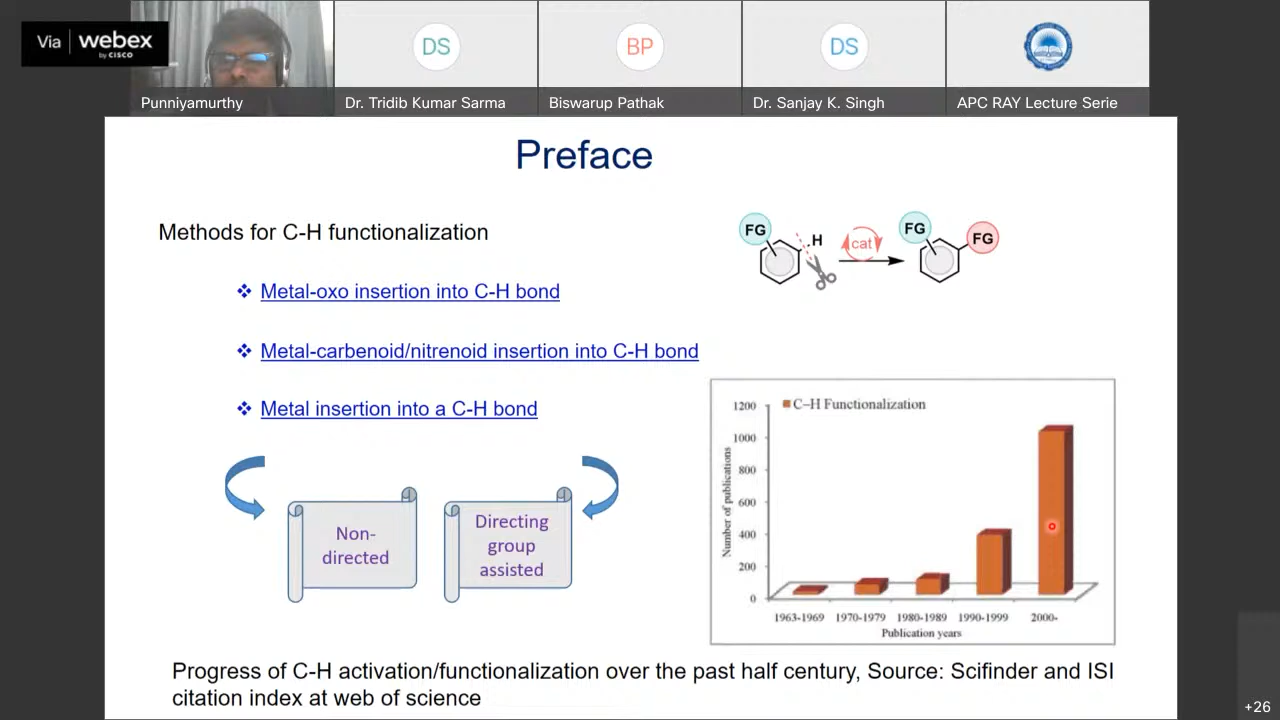 Via webex
by CISCO
DS
BP
DS
Punniyamurthy
Dr. Tridib Kumar Sarma
Biswarup Pathak
Dr. Sanjay K. Singh
APC RAY Lecture Serie
Preface
Methods for C-H functionalization
FG
H
cat
FG
FG
❖ Metal-oxo insertion into C-H bond
❖ Metal-carbenoid/nitrenoid insertion into C-H bond
❖ Metal insertion into a C-H bond
Non-
directed
Directing
group
assisted
C–H Functionalization
Number of publications
1200
1000
800
600
400
200
0
1963-1969 1970-1979 1980-1989 1990-1999 2000-
Publication years
Progress of C-H activation/functionalization over the past half century, Source: Scifinder and ISI
citation index at web of science
+26